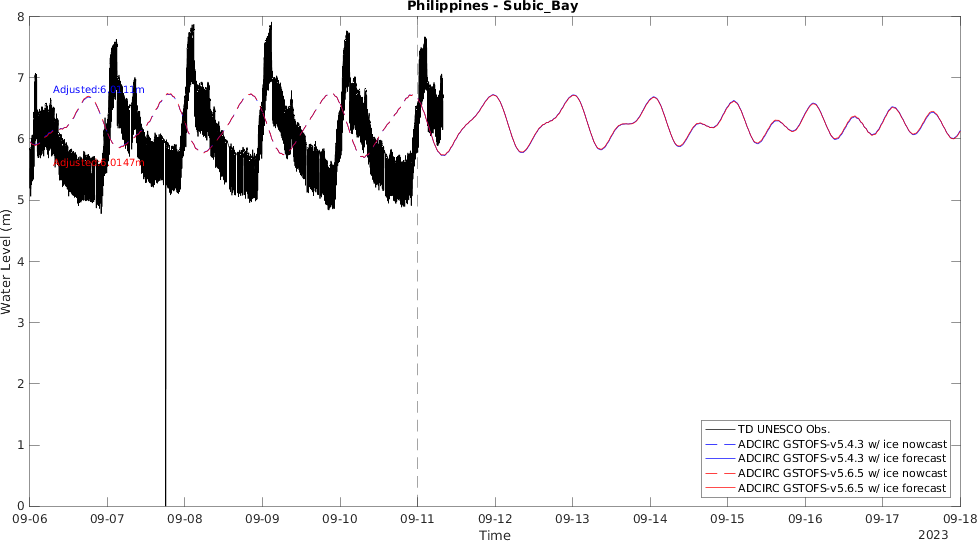 Philippines - Subic_Bay
Water Level (m)
8
7
6
5
4
3
2
1
0
09-06
09-07
09-08
09-09
09-10
09-11
09-12
09-13
09-14
09-15
09-16
09-17
09-18
Time
2023
TD UNESCO Obs.
ADCIRC GSTOFS-v5.4.3 w/ ice nowcast
ADCIRC GSTOFS-v5.4.3 w/ ice forecast
ADCIRC GSTOFS-v5.6.5 w/ ice nowcast
ADCIRC GSTOFS-v5.6.5 w/ ice forecast